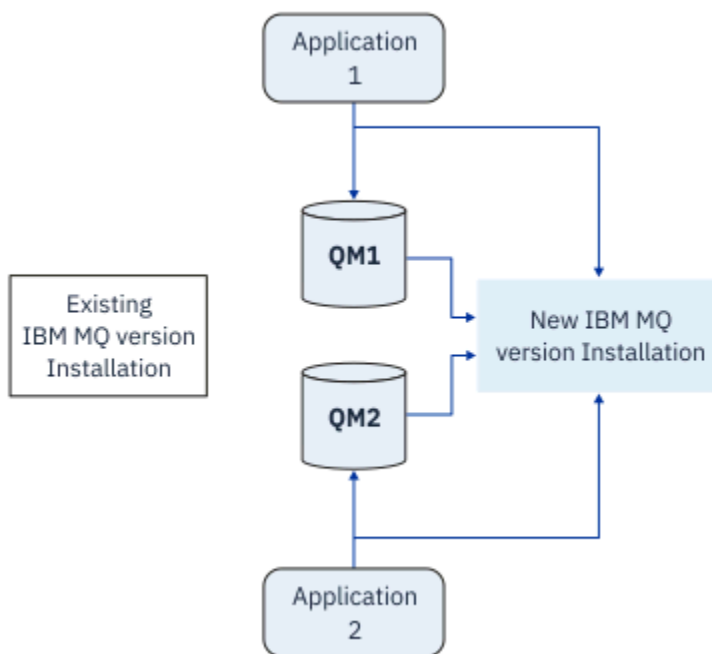 Application
1
QM1
Existing
IBM MQ version
Installation
New IBM MQ
version Installation
QM2
Application
2